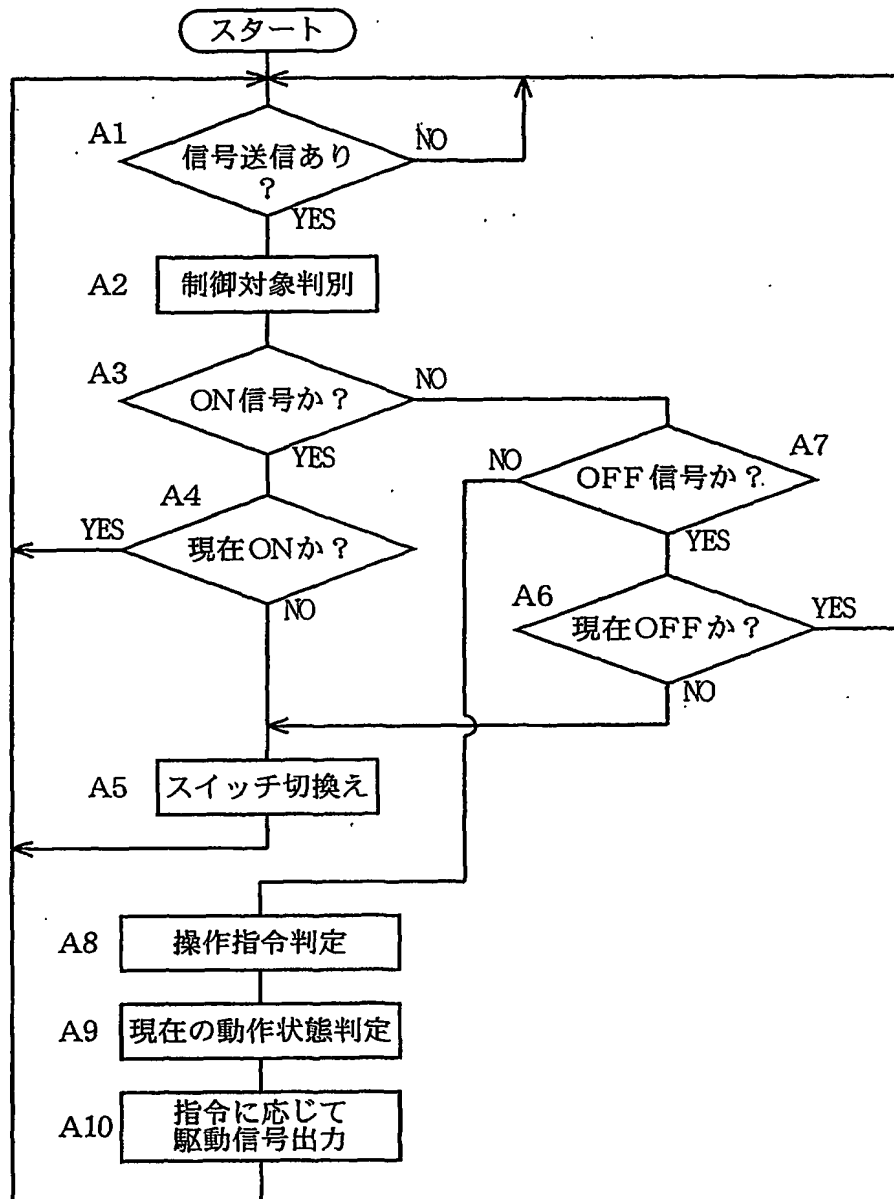 スタート
A1
信号送信あり
?
NO
YES
A2
制御対象判別
A3
ON信号か？
NO
YES
A4
現在ONか？
YES
NO
A7
OFF信号か？
NO
YES
A6
現在OFFか？
YES
NO
A5
スイッチ切換え
A8
操作指令判定
A9
現在の動作状態判定
A10
指令に応じて
駆動信号出力